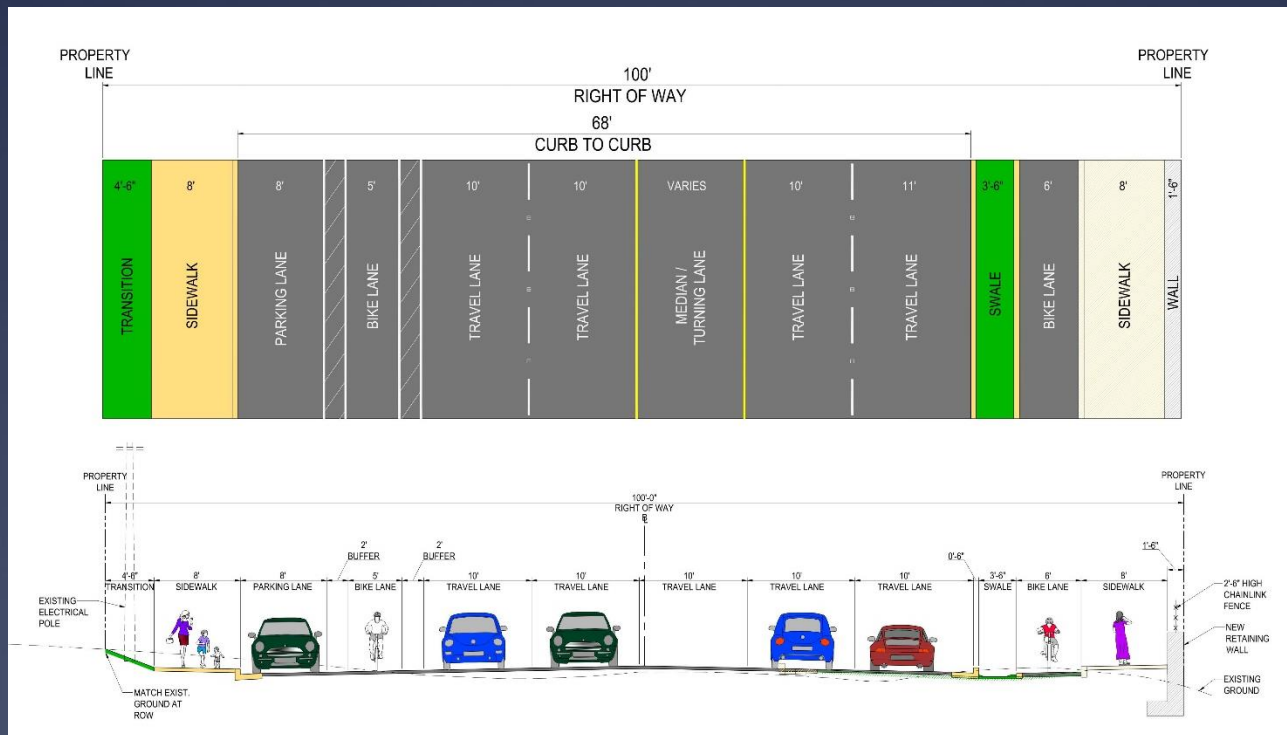 PROPERTY
LINE
PROPERTY
LINE
100'
RIGHT OF WAY
68'
CURB TO CURB
4'-6"
8'
8'
5'
10'
10'
VARIES
10'
11'
3'-6"
6'
8'
1'-6"
TRANSITION
SIDEWALK
PARKING LANE
BIKE LANE
TRAVEL LANE
TRAVEL LANE
MEDIAN /
TURNING LANE
TRAVEL LANE
TRAVEL LANE
SWALE
BIKE LANE
SIDEWALK
WALL
PROPERTY
LINE
PROPERTY
LINE
100'-0"
RIGHT OF WAY
2'
BUFFER
2'
BUFFER
0'-6"
1'-6"
4'-6"
8'
8'
5'
10'
10'
10'
10'
10'
3'-6"
6'
8'
TRANSITION
SIDEWALK
PARKING LANE
BIKE LANE
TRAVEL LANE
TRAVEL LANE
TRAVEL LANE
TRAVEL LANE
TRAVEL LANE
SWALE
BIKE LANE
SIDEWALK
EXISTING
ELECTRICAL
POLE
2'-6" HIGH
CHAINLINK
FENCE
NEW
RETAINING
WALL
EXISTING
GROUND
MATCH EXIST.
GROUND AT
ROW